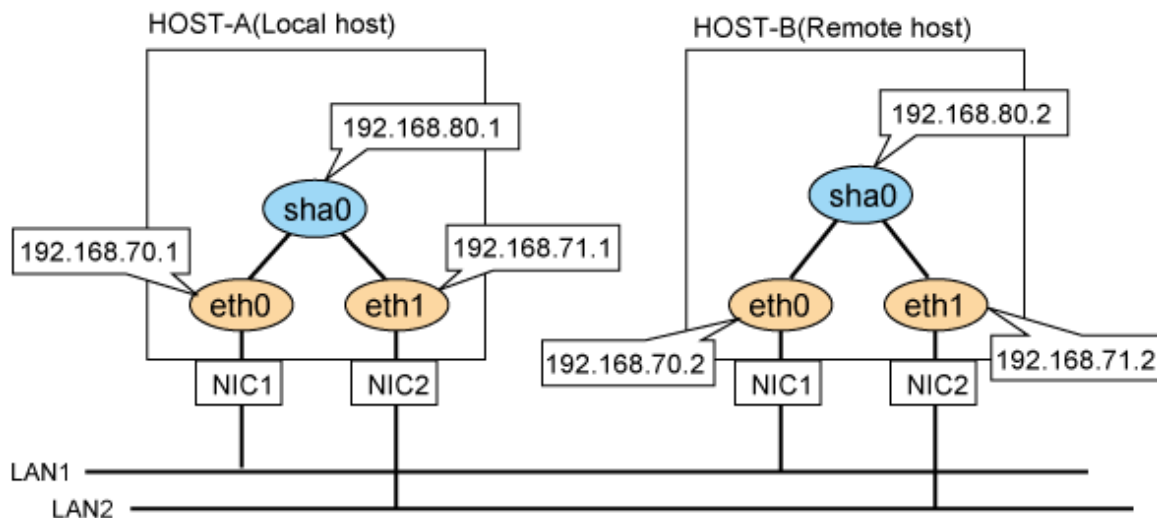 HOST-A(Local host)
HOST-B(Remote host)
192.168.80.1
192.168.80.2
sha0
sha0
192.168.70.1
192.168.71.1
eth0
eth1
eth0
eth1
192.168.70.2
192.168.71.2
NIC1
NIC2
NIC1
NIC2
LAN1
LAN2